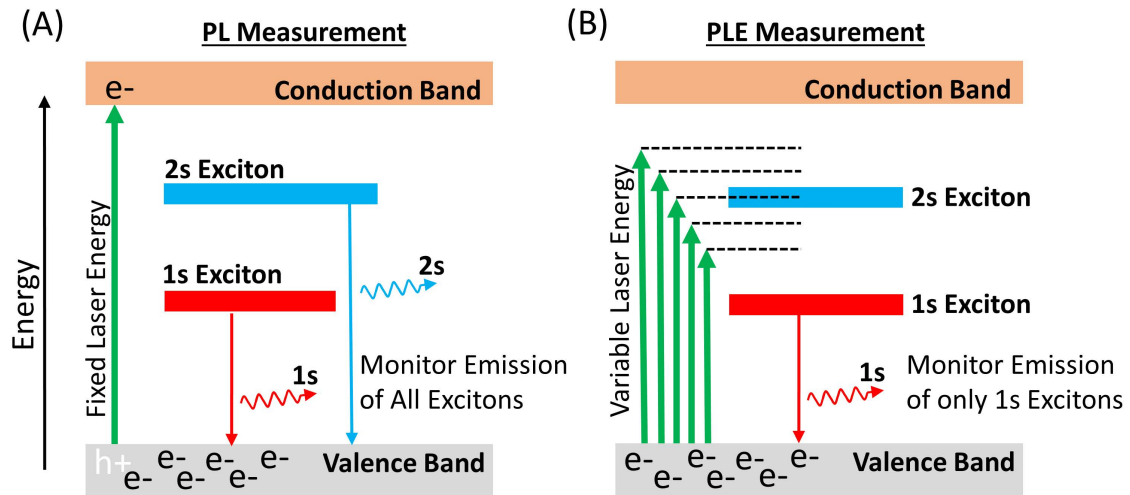 (A)
PL Measurement
e-
Conduction Band
Energy
Fixed Laser Energy
2s Exciton
1s Exciton
2s
1s
Monitor Emission
of All Excitons
h+
e- e- e- e- e- e-
Valence Band
(B)
PLE Measurement
Conduction Band
Variable Laser Energy
2s Exciton
1s Exciton
1s
Monitor Emission
of only 1s Excitons
e- e- e- e- e- e- e-
Valence Band